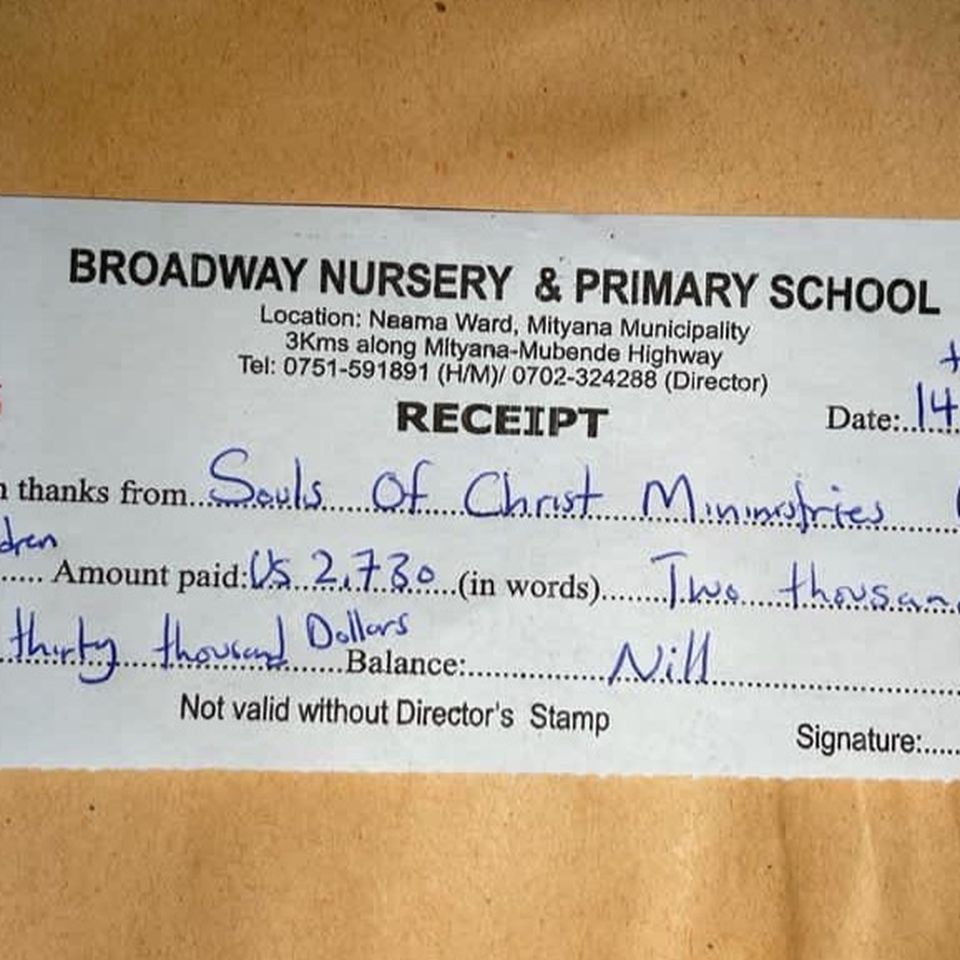 BROADWAY NURSERY & PRIMARY SCHOOL
Location: Naama Ward, Mityana Municipality
3Kms along Mityana-Mubende Highway
Tel: 0751-591891 (H/M)/ 0702-324288 (Director)
RECEIPT
Date:..14
thanks from..Souls Of Christ Mininistries
dren
..... Amount paid:US 2,730..(in words)........Two thousan
thirty thousand Dollars.......Balance:..............Nill
Not valid without Director's Stamp
Signature:.....